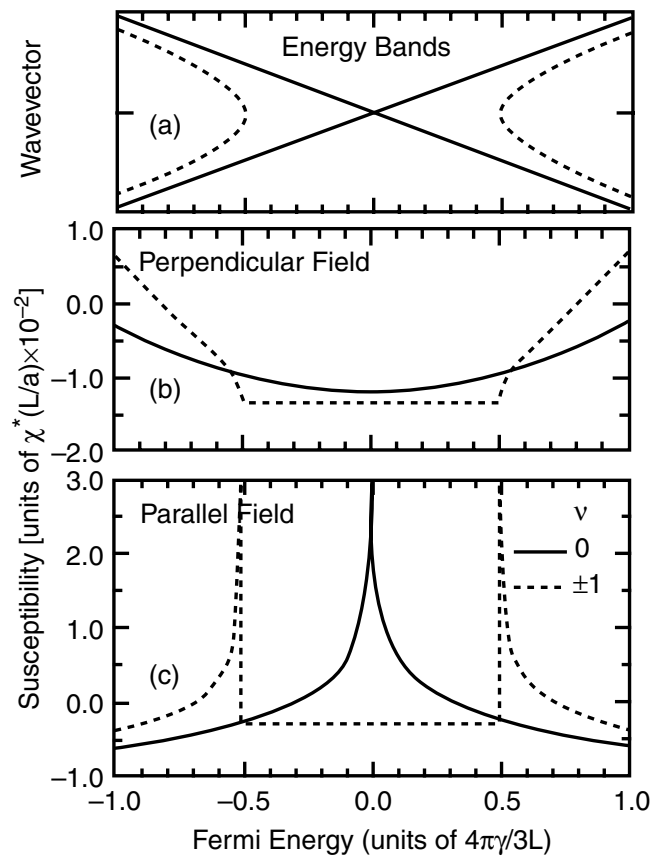 Energy Bands
Wavevector
(a)
1.0
Perpendicular Field
0.0
−1.0
(b)
−2.0
Susceptibility [units of χ*(L/a)×10⁻²)
3.0
Parallel Field
ν
0
2.0
±1
1.0
(c)
0.0
−1.0
−1.0 −0.5 0.0 0.5 1.0
Fermi Energy (units of 4πγ/3L)